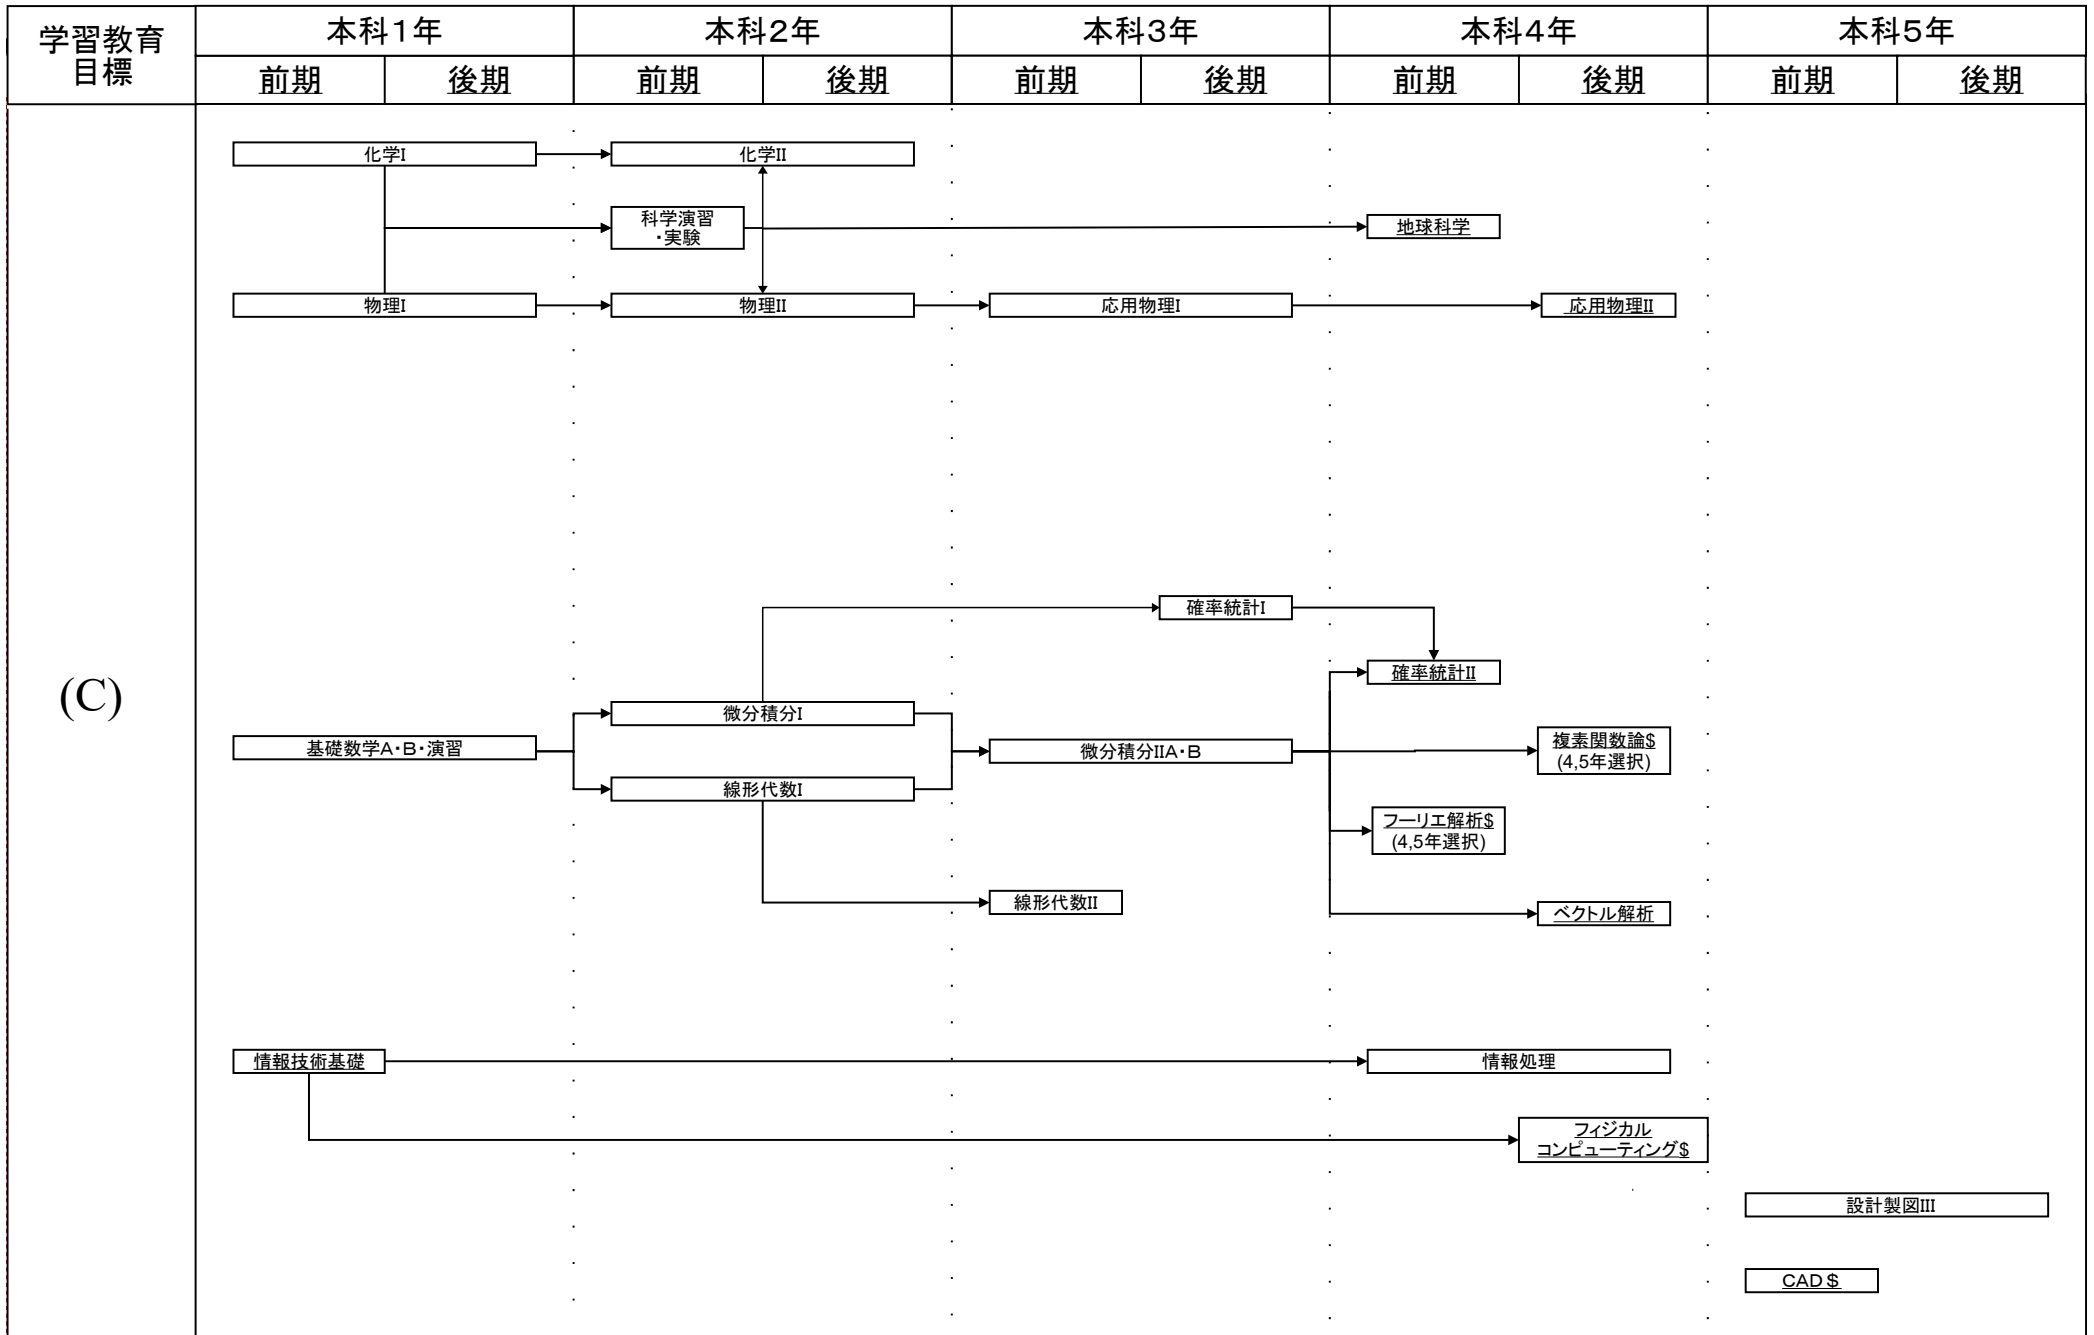 学習教育
目標
本科1年
本科2年
本科3年
本科4年
本科5年
前期
後期
前期
後期
前期
後期
前期
後期
前期
後期
(C)
化学I
化学II
科学演習
・実験
地球科学
物理I
物理II
応用物理I
応用物理II
確率統計I
確率統計II
微分積分I
基礎数学A・B・演習
微分積分IIA・B
複素関数論$
(4,5年選択)
線形代数I
フーリエ解析$
(4,5年選択)
線形代数II
ベクトル解析
情報技術基礎
情報処理
フィジカル
コンピューティング$
設計製図III
CAD$